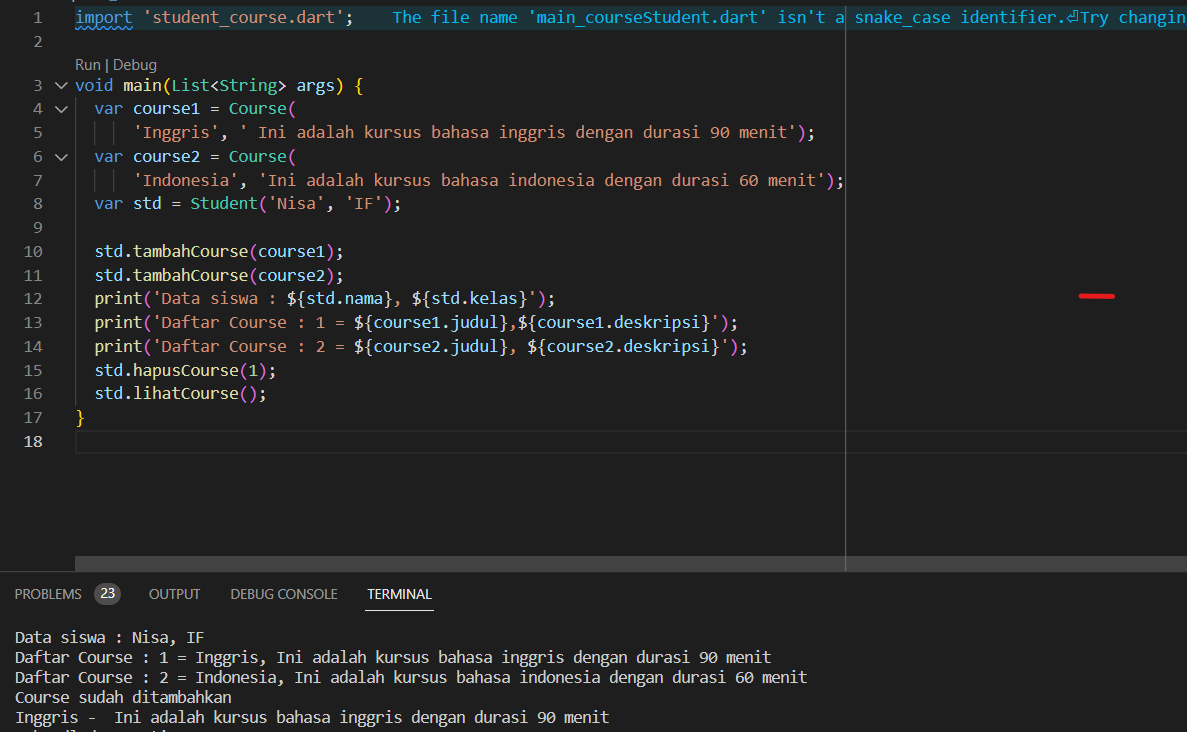 1 import 'student_course.dart'; The file name 'main_courseStudent.dart' isn't a snake_case identifier.⏎Try changin
2
Run | Debug
3 void main(List<String> args) {
4 var course1 = Course(
5 'Inggris', ' Ini adalah kursus bahasa inggris dengan durasi 90 menit');
6 var course2 = Course(
7 'Indonesia', 'Ini adalah kursus bahasa indonesia dengan durasi 60 menit');
8 var std = Student('Nisa', 'IF');
9
10 std.tambahCourse(course1);
11 std.tambahCourse(course2);
12 print('Data siswa : ${std.nama}, ${std.kelas}');
13 print('Daftar Course : 1 = ${course1.judul},${course1.deskripsi}');
14 print('Daftar Course : 2 = ${course2.judul}, ${course2.deskripsi}');
15 std.hapusCourse(1);
16 std.lihatCourse();
17 }
18
PROBLEMS 23 OUTPUT DEBUG CONSOLE TERMINAL
Data siswa : Nisa, IF
Daftar Course : 1 = Inggris, Ini adalah kursus bahasa inggris dengan durasi 90 menit
Daftar Course : 2 = Indonesia, Ini adalah kursus bahasa indonesia dengan durasi 60 menit
Course sudah ditambahkan
Inggris -  Ini adalah kursus bahasa inggris dengan durasi 90 menit